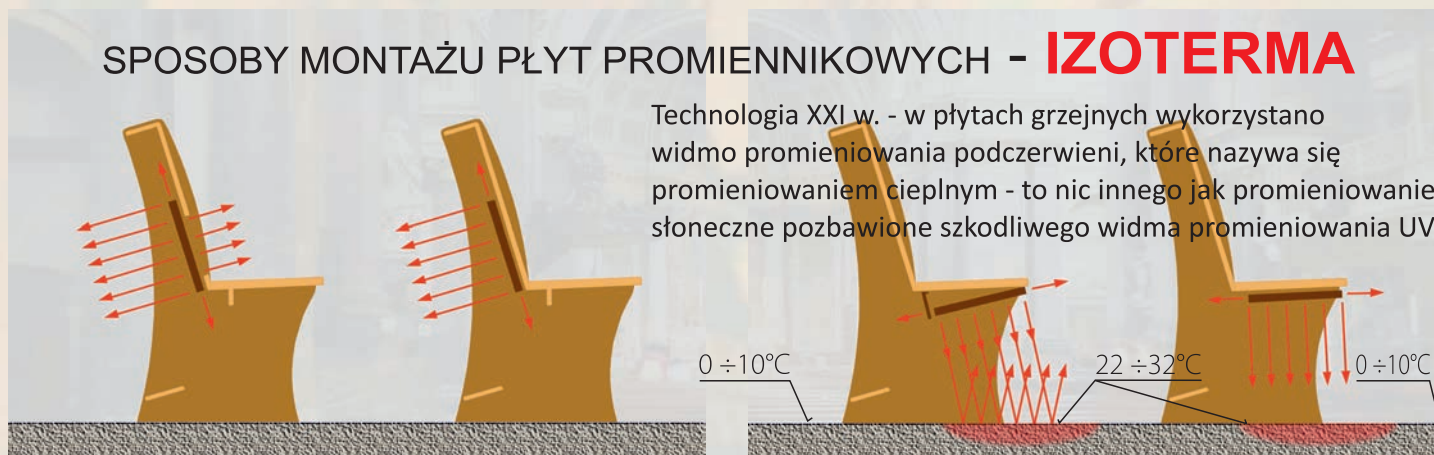 SPOSOBY MONTAŻU PŁYT PROMIENNIKOWYCH - IZOTERMA
Technologia XXI w. - w płytach grzejnych wykorzystano
widmo promieniowania podczerwieni, które nazywa się
promieniowaniem cieplnym - to nic innego jak promieniowanie
słoneczne pozbawione szkodliwego widma promieniowania UV
0 ÷10°C
22 ÷32°C
0 ÷10°C